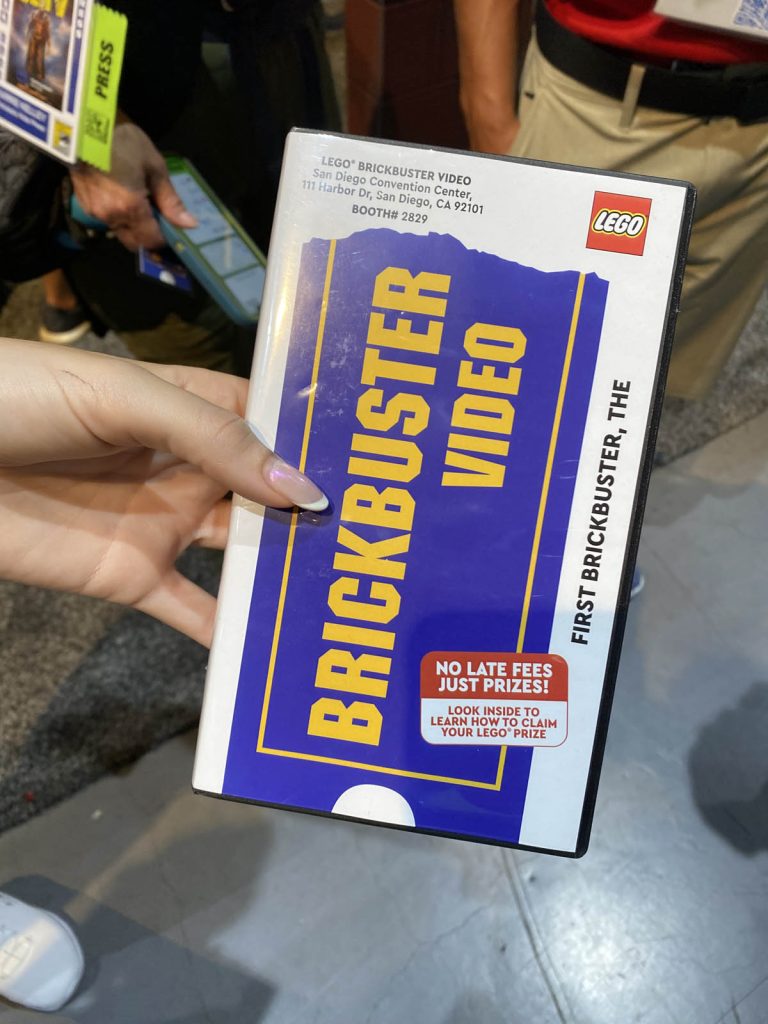 PRESS
LEGO® BRICKBUSTER VIDEO
San Diego Convention Center,
111 Harbor Dr, San Diego, CA 92101
BOOTH# 2829
LEGO
BRICKBUSTER
VIDEO
FIRST BRICKBUSTER, THE
NO LATE FEES
JUST PRIZES!
LOOK INSIDE TO
LEARN HOW TO CLAIM
YOUR LEGO® PRIZE